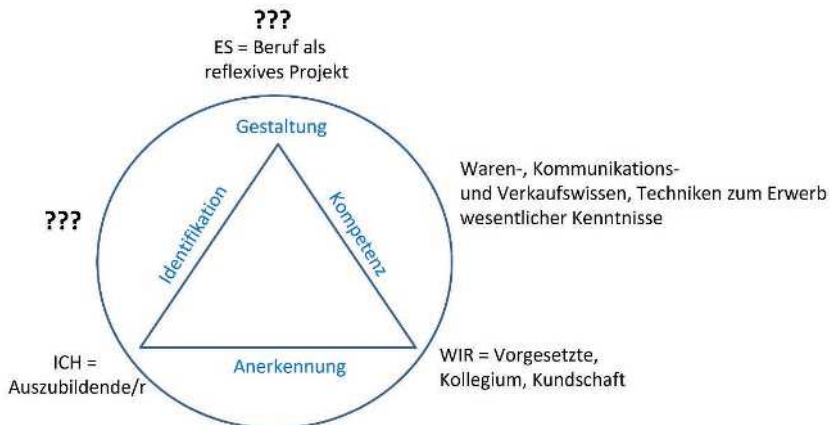 ???
ES = Beruf als
reflexives Projekt
Gestaltung
Waren-, Kommunikations-
und Verkaufswissen, Techniken zum Erwerb
wesentlicher Kenntnisse
???
Identifikation
Kompetenz
ICH =
Auszubildende/r
Anerkennung
WIR = Vorgesetzte,
Kollegium, Kundschaft